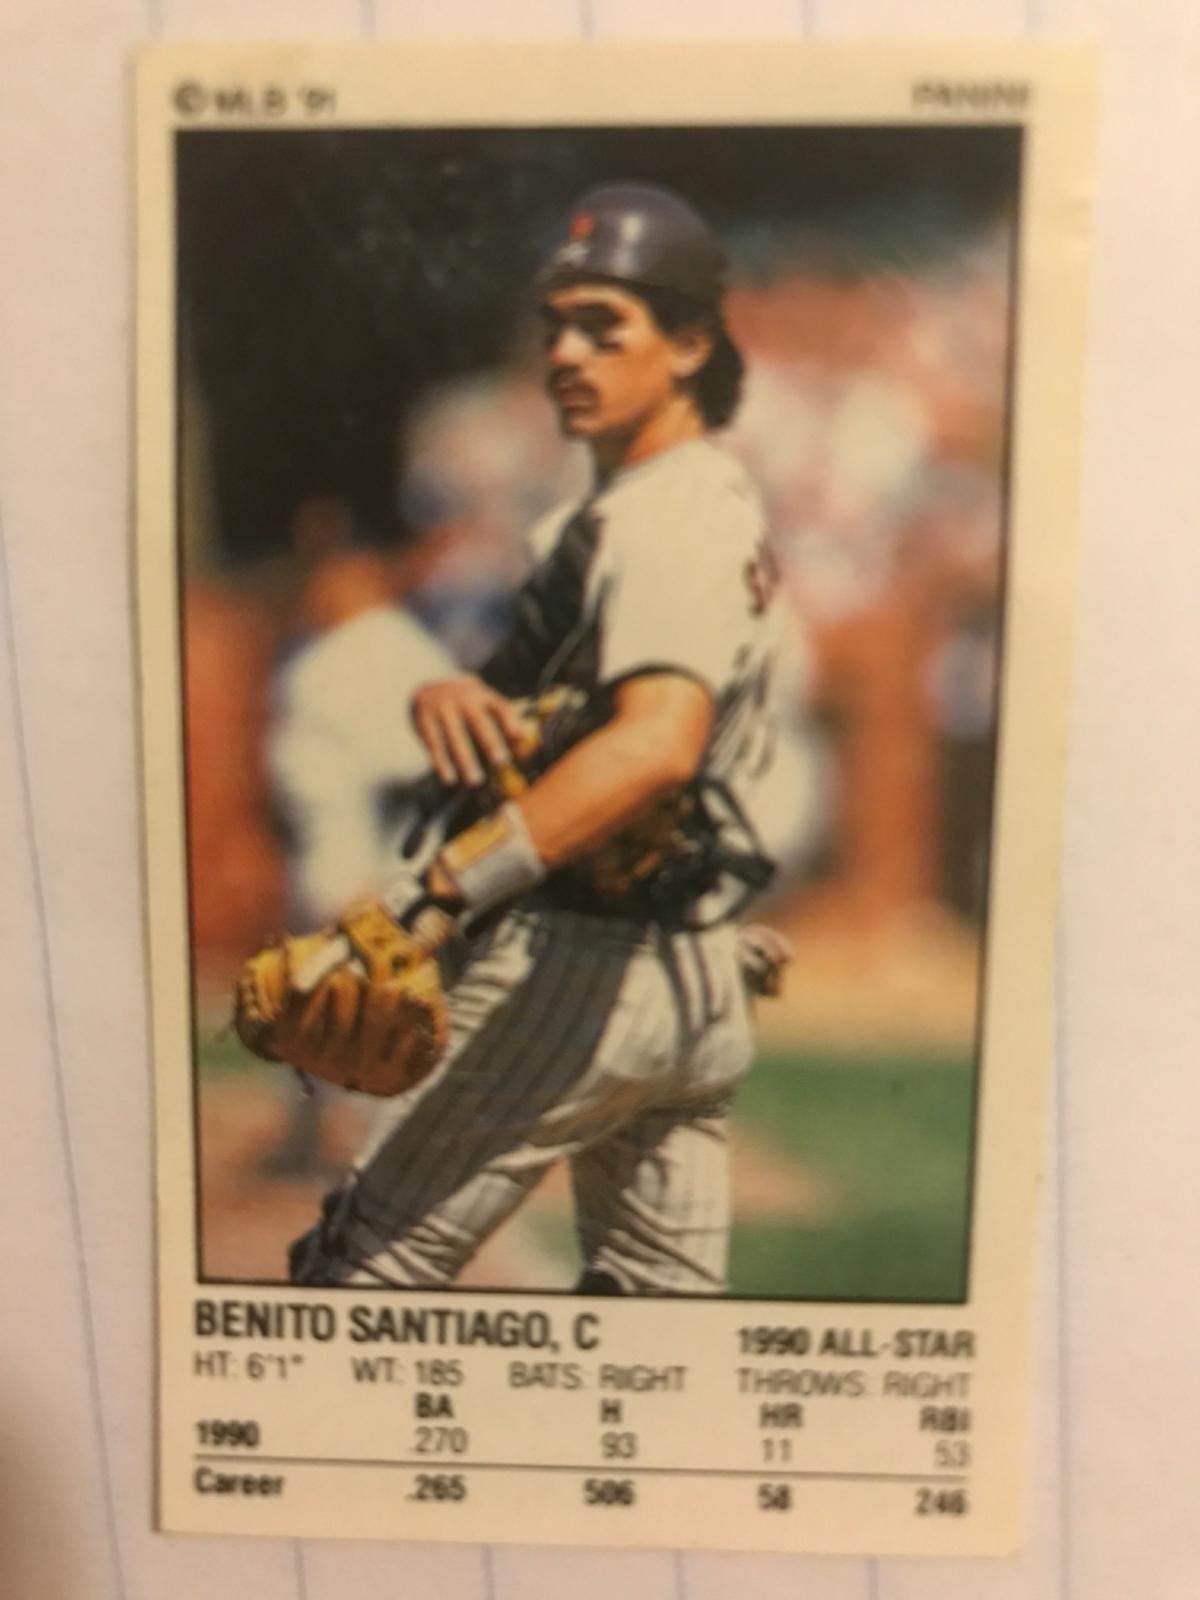 © MLB '91 PANINI
BENITO SANTIAGO, C 1990 ALL-STAR
HT: 6'1" WT: 185 BATS: RIGHT THROWS: RIGHT
BA H HR RBI
1990 .270 93 11 53
Career .265 506 58 246